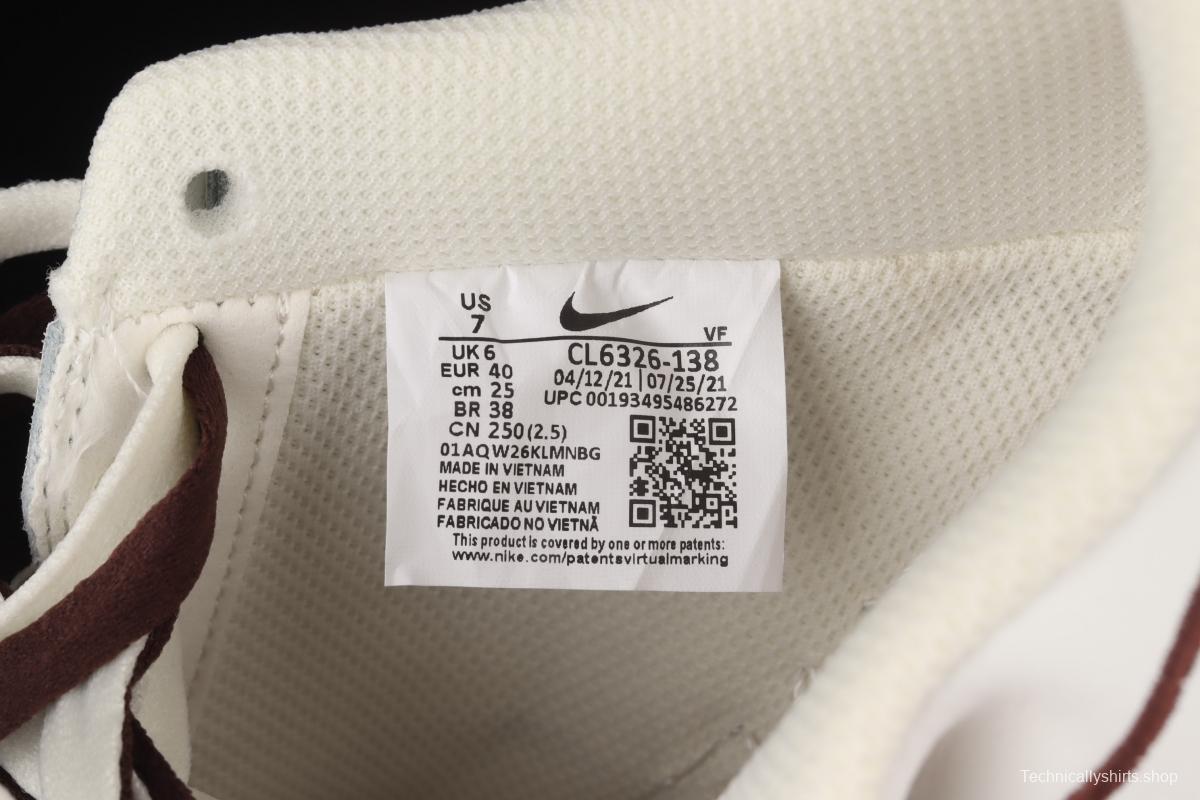 US
7
VF
UK 6
EUR 40
cm 25
BR 38
CN 250(2.5)
CL6326-138
04/12/21|07/25/21
UPC 00193495486272
01AQW26KLMNBG
MADE IN VIETNAM
HECHO EN VIETNAM
FABRIQUE AU VIETNAM
FABRICADO NO VIETNÃ
This product is covered by one or more patents:
www.nike.com/patentsvirtualmarking
Technicallyshirts.shop